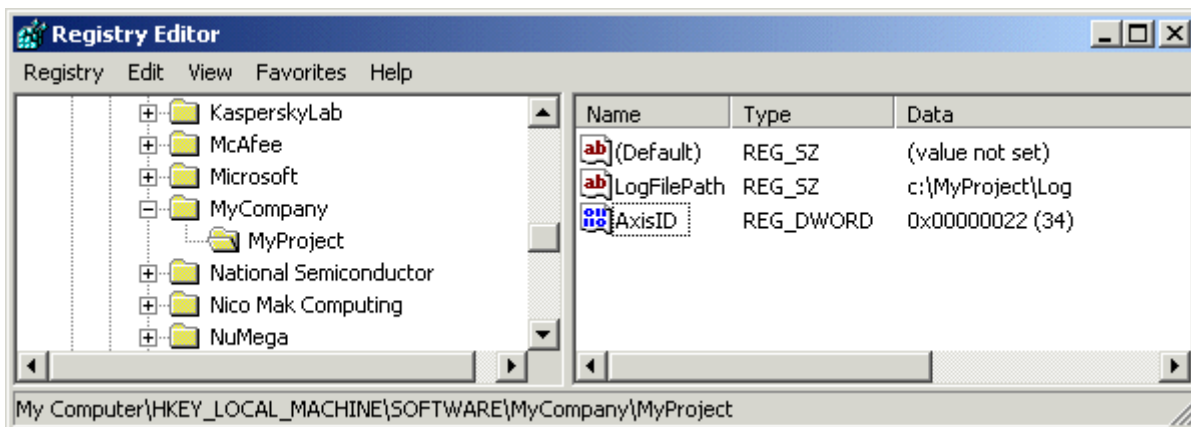 Registry Editor
Registry Edit View Favorites Help
KasperskyLab
McAfee
Microsoft
MyCompany
MyProject
National Semiconductor
Nico Mak Computing
NuMega
Name Type Data
(Default) REG_SZ (value not set)
LogFilePath REG_SZ c:\MyProject\Log
AxisID REG_DWORD 0x00000022 (34)
My Computer\HKEY_LOCAL_MACHINE\SOFTWARE\MyCompany\MyProject